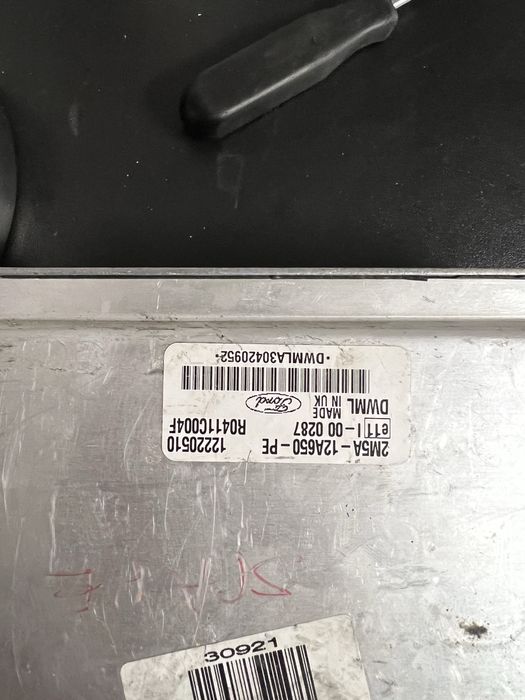 2M5A-12A650-PE 12220510
e11 I-00 0287 R0411C004F
DWML MADE IN UK Ford
*DWMLA30420952*
30921